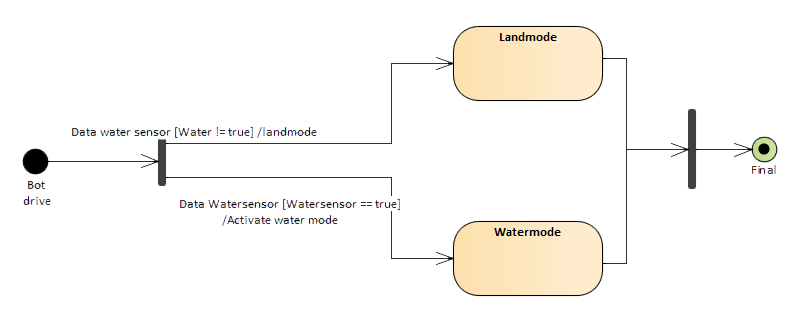 Landmode
Data water sensor [Water != true] /landmode
Bot
drive
Final
Data Watersensor [Watersensor == true]
/Activate water mode
Watermode